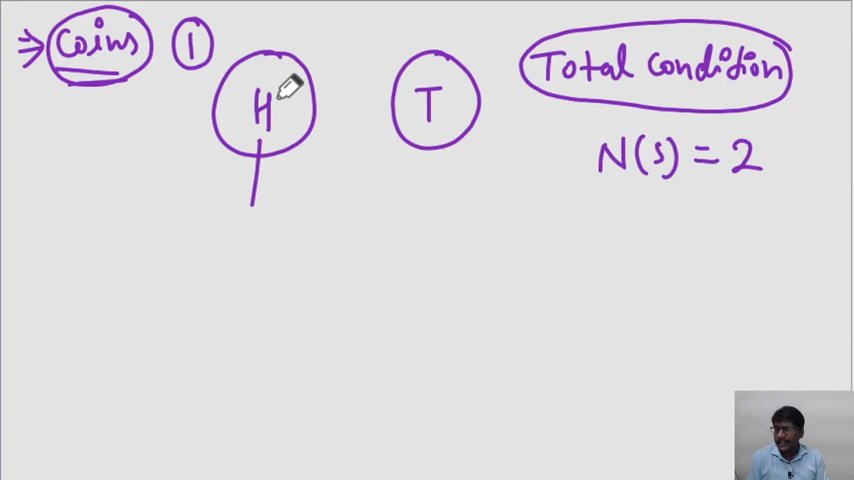 ⇒ Coins ① H T Total condition
N(s) = 2